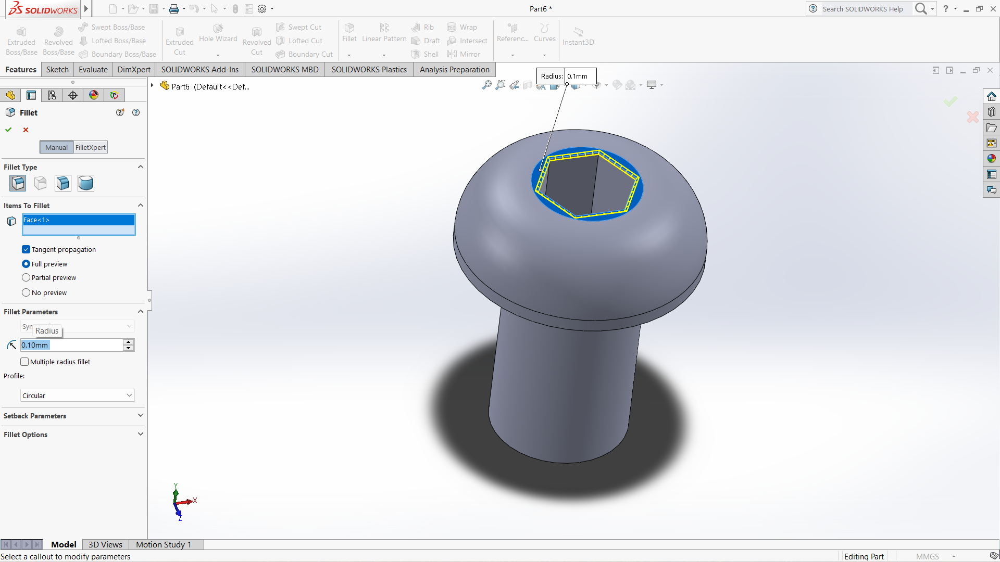 SOLIDWORKS
Part6 *
Search SOLIDWORKS Help
?
Extruded Boss/Base
Revolved Boss/Base
Swept Boss/Base
Lofted Boss/Base
Boundary Boss/Base
Extruded Cut
Hole Wizard
Revolved Cut
Swept Cut
Lofted Cut
Boundary Cut
Fillet
Linear Pattern
Rib
Draft
Shell
Wrap
Intersect
Mirror
Referenc...
Curves
Instant3D
Features
Sketch
Evaluate
DimXpert
SOLIDWORKS Add-Ins
SOLIDWORKS MBD
SOLIDWORKS Plastics
Analysis Preparation
Radius: 0.1mm
Part6 (Default<<Def...
Fillet
Manual
FilletXpert
Fillet Type
Items To Fillet
Face<1>
Tangent propagation
Full preview
Partial preview
No preview
Fillet Parameters
Radius
0.10mm
Multiple radius fillet
Profile:
Circular
Setback Parameters
Fillet Options
Y
X
Z
Model
3D Views
Motion Study 1
Select a callout to modify parameters
Editing Part
MMGS